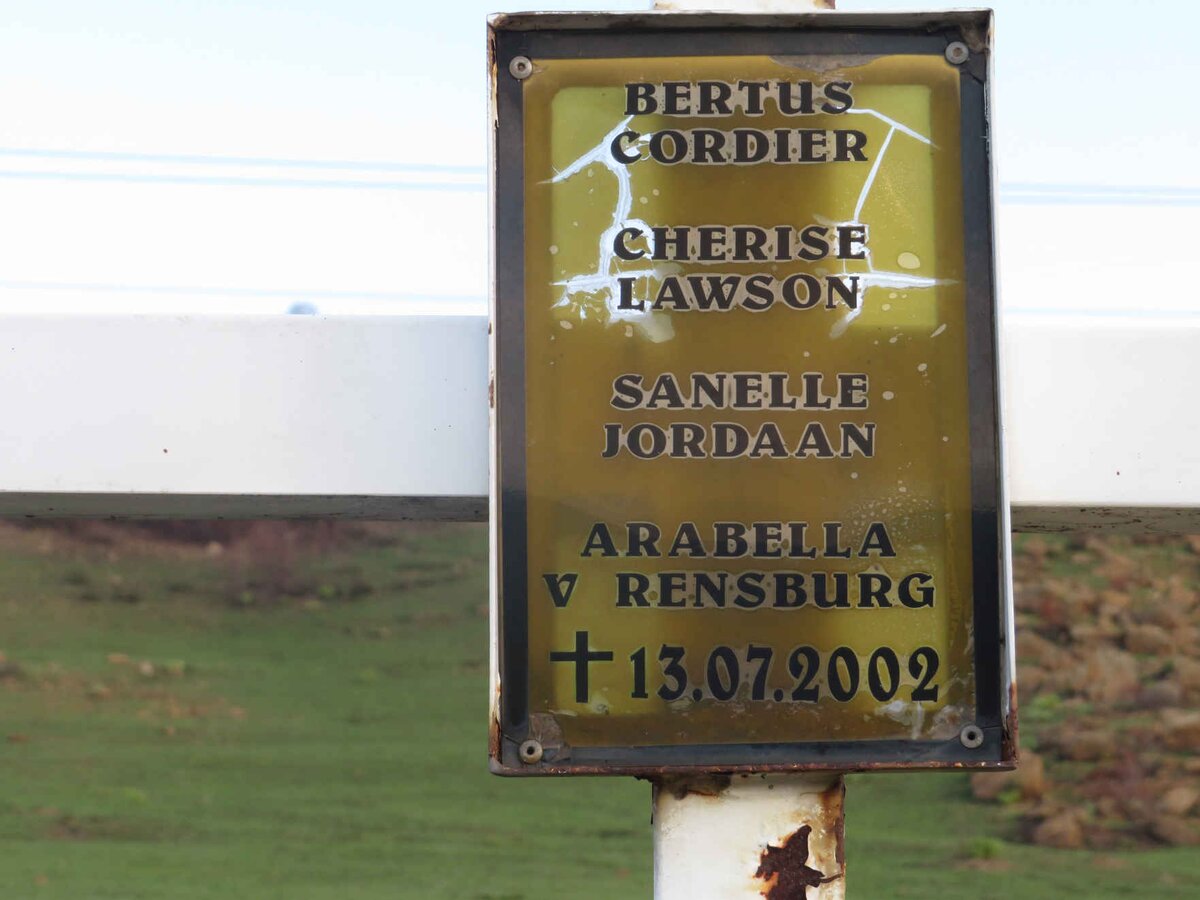 BERTUS
CORDIER
CHERISE
LAWSON
SANELLE
JORDAAN
ARABELLA
V RENSBURG
✝ 13.07.2002